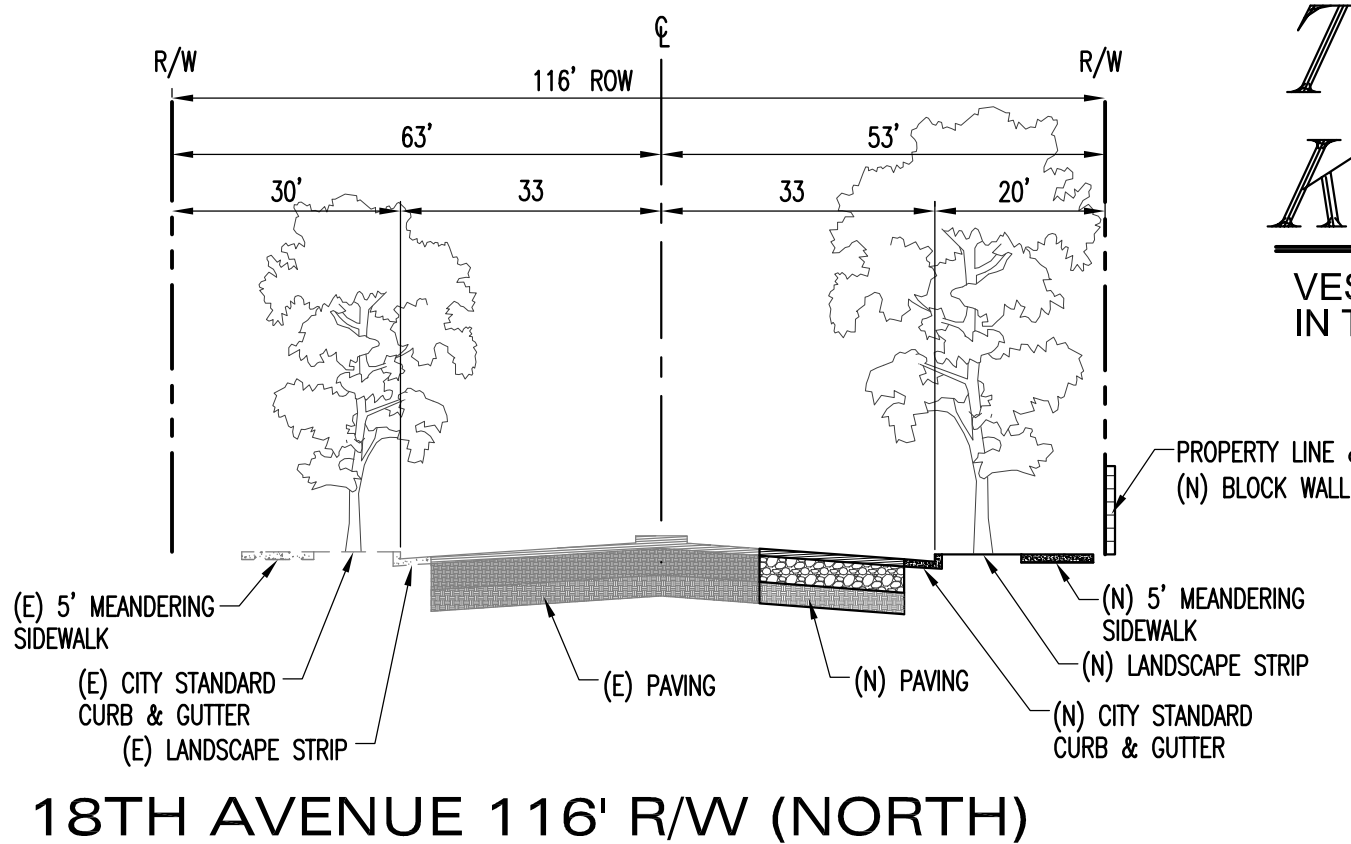 ℄
R/W
R/W
116' ROW
63'
53'
30'
33
33
20'
PROPERTY LINE &
(N) BLOCK WALL
(E) 5' MEANDERING
SIDEWALK
(E) CITY STANDARD
CURB & GUTTER
(E) LANDSCAPE STRIP
(E) PAVING
(N) PAVING
(N) 5' MEANDERING
SIDEWALK
(N) LANDSCAPE STRIP
(N) CITY STANDARD
CURB & GUTTER
T
K
VES
IN T
18TH AVENUE 116' R/W (NORTH)